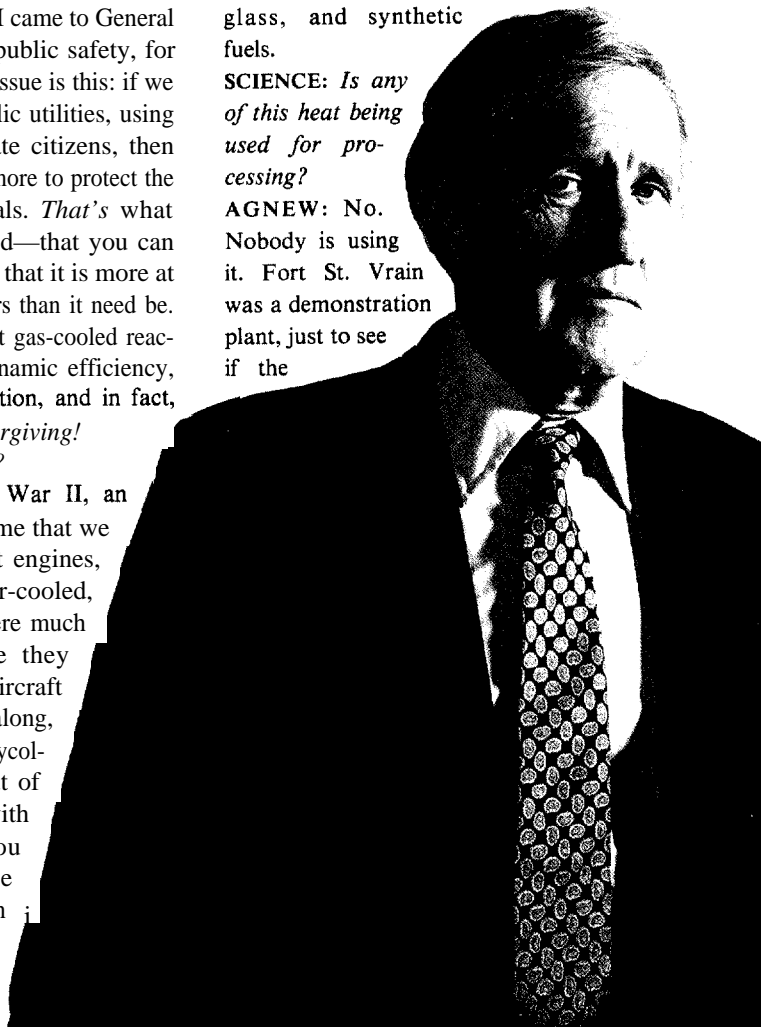 I came to General
public safety, for
ssue is this: if we
lic utilities, using
te citizens, then
nore to protect the
als. That's what
d—that you can
that it is more at
rs than it need be.
t gas-cooled reac-
namic efficiency,
tion, and in fact,
rgiving!
?
War II, an
me that we
t engines,
r-cooled,
ere much
e they
ircraft
along,
ycol-
t of
vith
ou
e
n i
glass, and synthetic
fuels.
SCIENCE: Is any
of this heat being
used for pro-
cessing?
AGNEW: No.
Nobody is using
it. Fort St. Vrain
was a demonstration
plant, just to see
if the